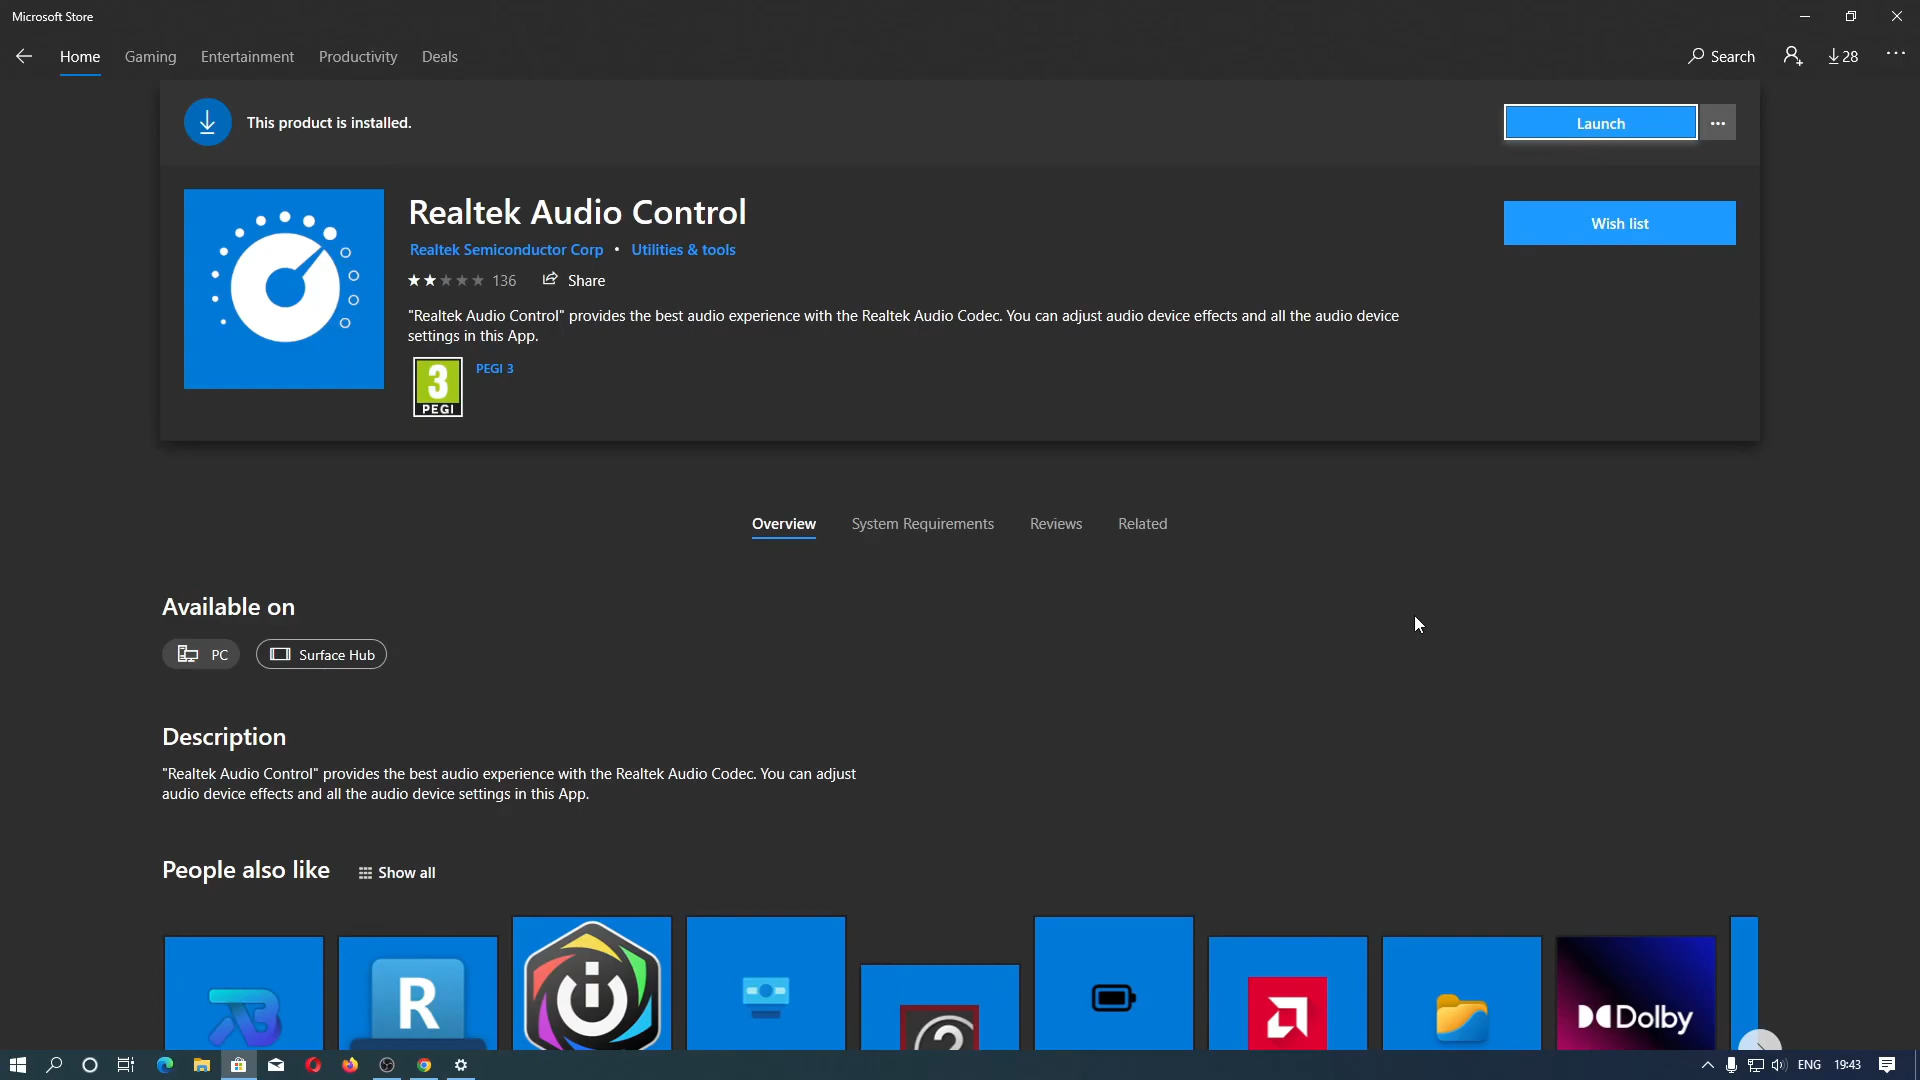 Microsoft Store
Home Gaming Entertainment Productivity Deals
Search
28
This product is installed.
Launch
Realtek Audio Control
Wish list
Realtek Semiconductor Corp • Utilities & tools
136 Share
"Realtek Audio Control" provides the best audio experience with the Realtek Audio Codec. You can adjust audio device effects and all the audio device
settings in this App.
3
PEGI
PEGI 3
Overview System Requirements Reviews Related
Available on
PC Surface Hub
Description
"Realtek Audio Control" provides the best audio experience with the Realtek Audio Codec. You can adjust
audio device effects and all the audio device settings in this App.
People also like Show all
R
Dolby
ENG 19:43